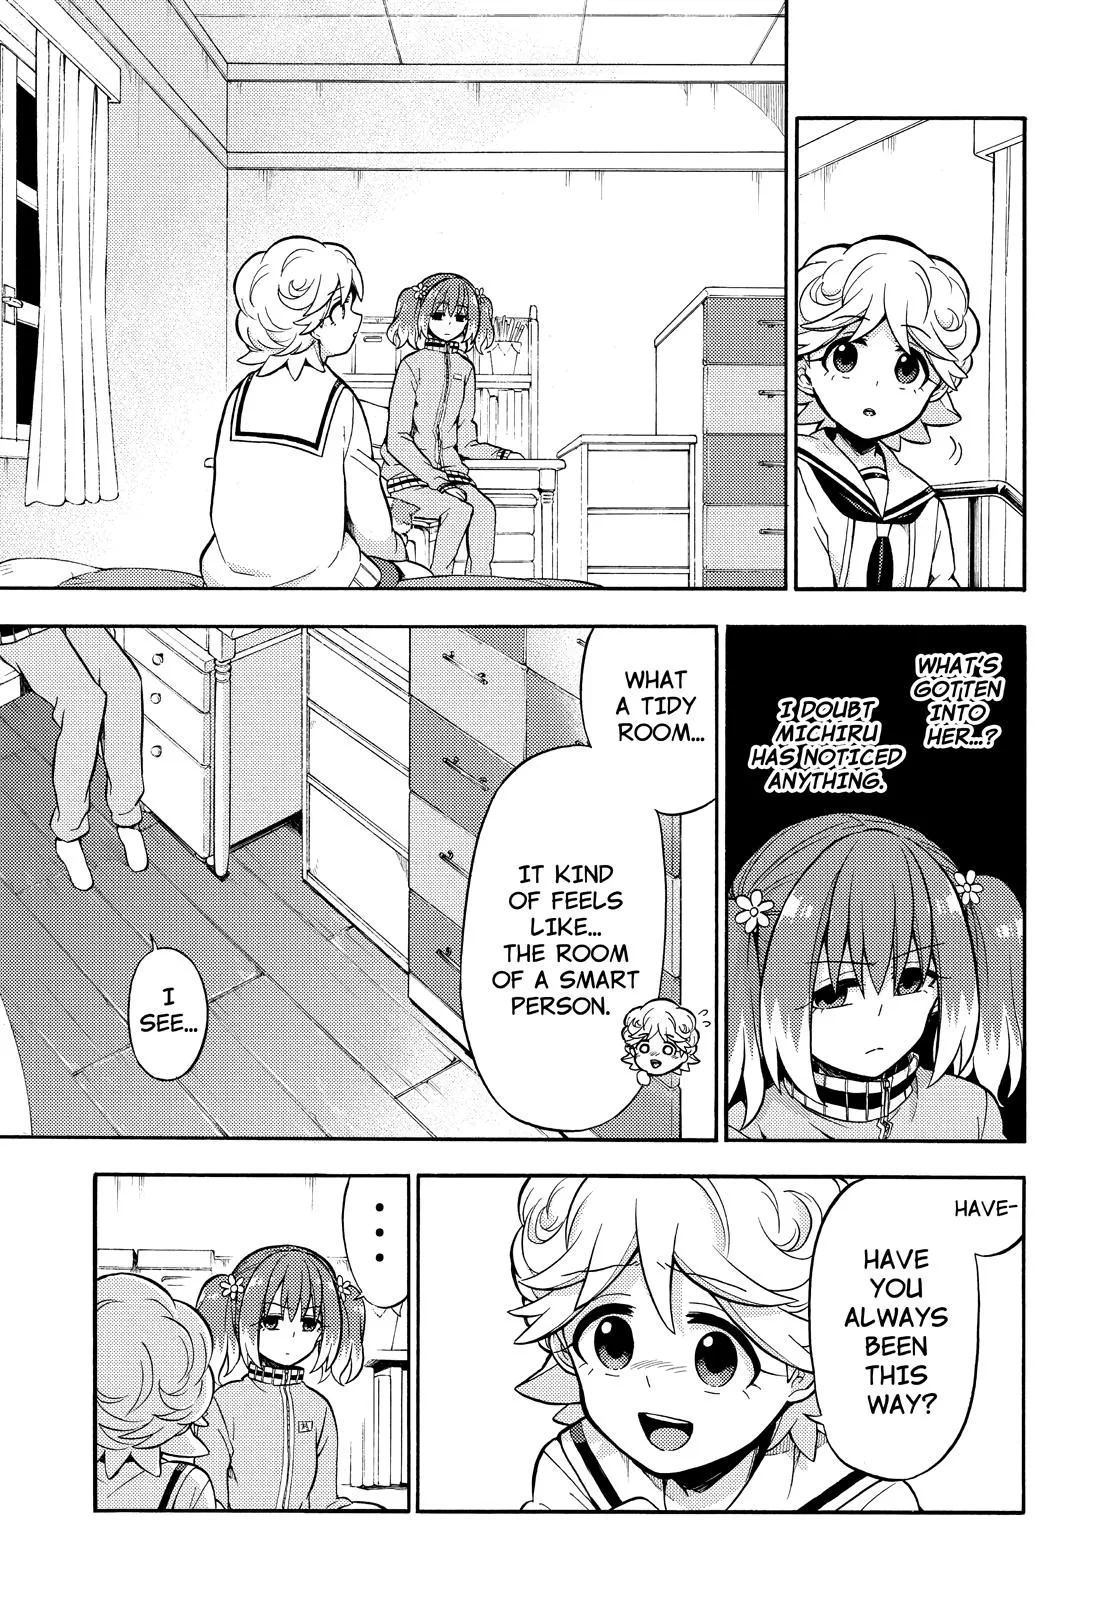 WHAT'S
GOTTEN
INTO
HER...?
I DOUBT
MICHIRU
HAS NOTICED
ANYTHING.
WHAT
A TIDY
ROOM...
IT KIND
OF FEELS
LIKE...
THE ROOM
OF A SMART
PERSON.
I
SEE...
HAVE-
HAVE
YOU
ALWAYS
BEEN
THIS
WAY?
...